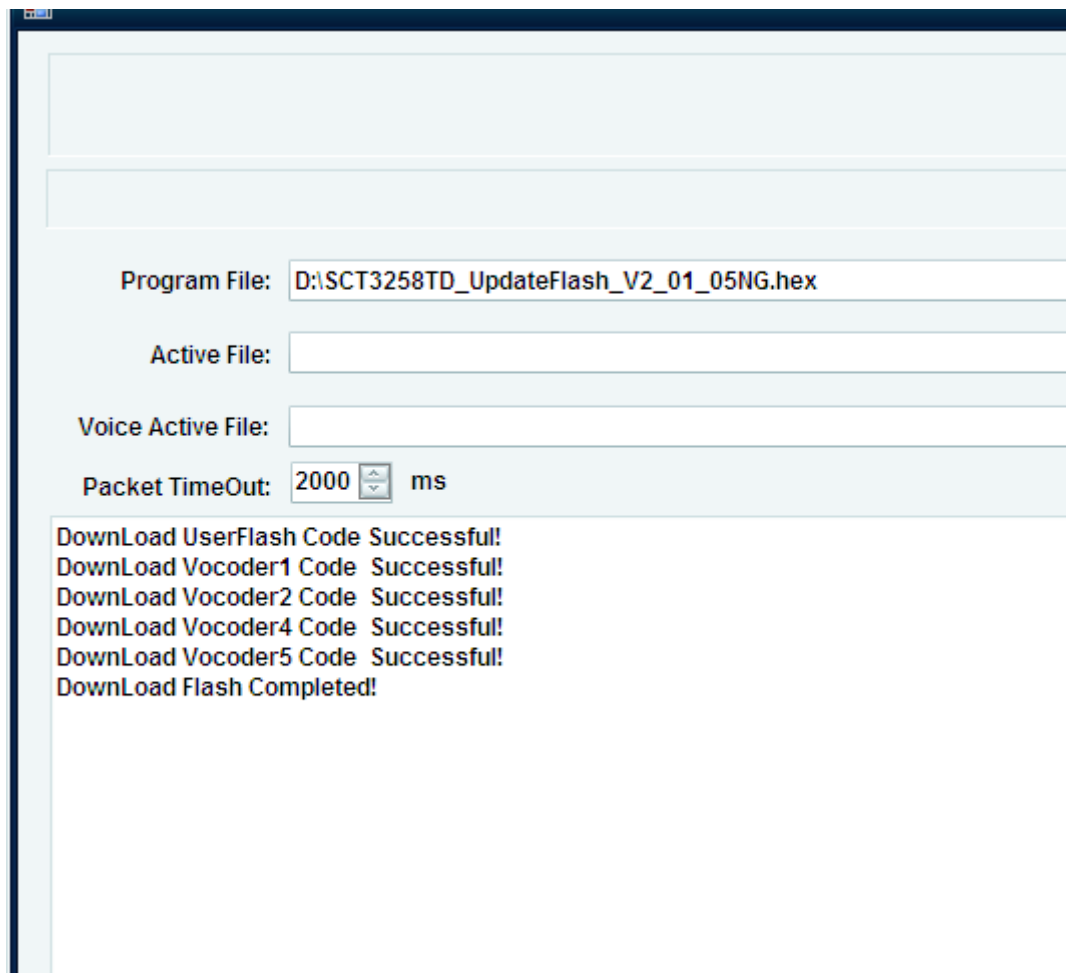 Program File: D:\SCT3258TD_UpdateFlash_V2_01_05NG.hex
Active File:
Voice Active File:
Packet TimeOut: 2000 ms
DownLoad UserFlash Code Successful!
DownLoad Vocoder1 Code  Successful!
DownLoad Vocoder2 Code  Successful!
DownLoad Vocoder4 Code  Successful!
DownLoad Vocoder5 Code  Successful!
DownLoad Flash Completed!